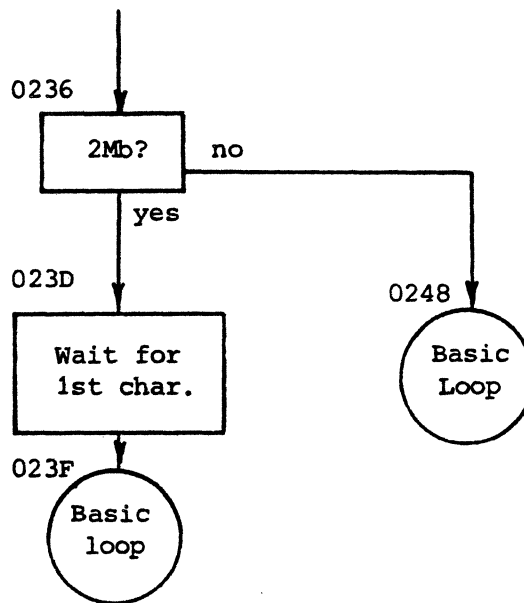 0236
2Mb?
no
yes
023D
0248
Wait for
1st char.
Basic
Loop
023F
Basic
loop